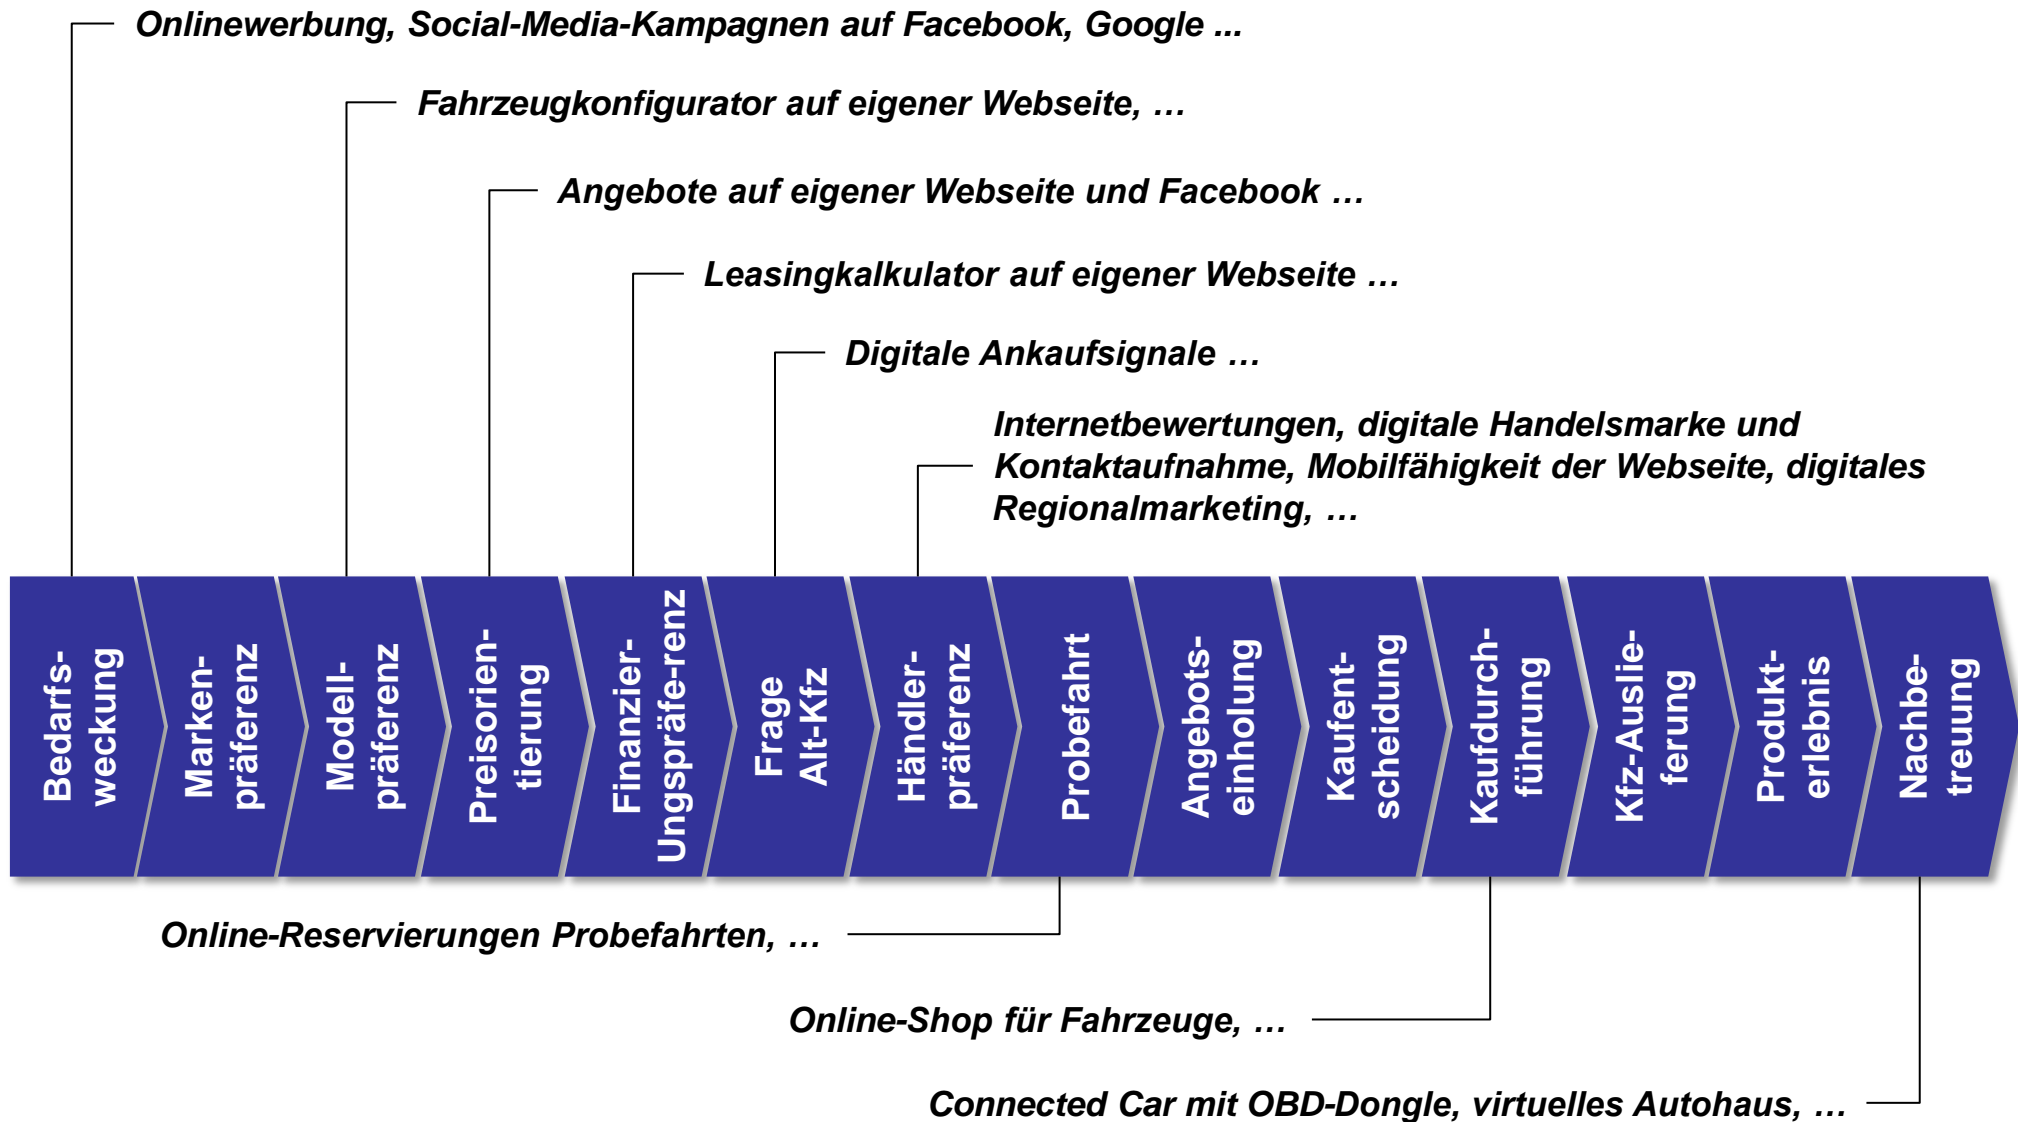 Onlinewerbung, Social-Media-Kampagnen auf Facebook, Google ...
Fahrzeugkonfigurator auf eigener Webseite, …
Angebote auf eigener Webseite und Facebook …
Leasingkalkulator auf eigener Webseite …
Digitale Ankaufsignale …
Internetbewertungen, digitale Handelsmarke und
Kontaktaufnahme, Mobilfähigkeit der Webseite, digitales
Regionalmarketing, …
Bedarfs-
weckung
Marken-
präferenz
Modell-
präferenz
Preisorien-
tierung
Finanzier-
Ungspräfe-renz
Frage
Alt-Kfz
Händler-
präferenz
Probefahrt
Angebots-
einholung
Kaufent-
scheidung
Kaufdurch-
führung
Kfz-Auslie-
ferung
Produkt-
erlebnis
Nachbe-
treuung
Online-Reservierungen Probefahrten, …
Online-Shop für Fahrzeuge, …
Connected Car mit OBD-Dongle, virtuelles Autohaus, …